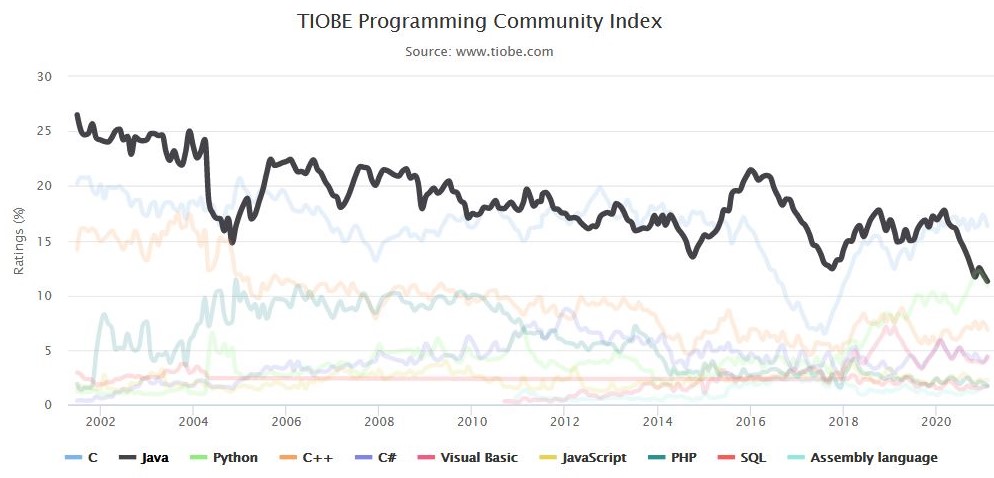 TIOBE Programming Community Index
Source: www.tiobe.com
30
25
20
15
10
5
0
Ratings (%)
2002 2004 2006 2008 2010 2012 2014 2016 2018 2020
C Java Python C++ C# Visual Basic JavaScript PHP SQL Assembly language